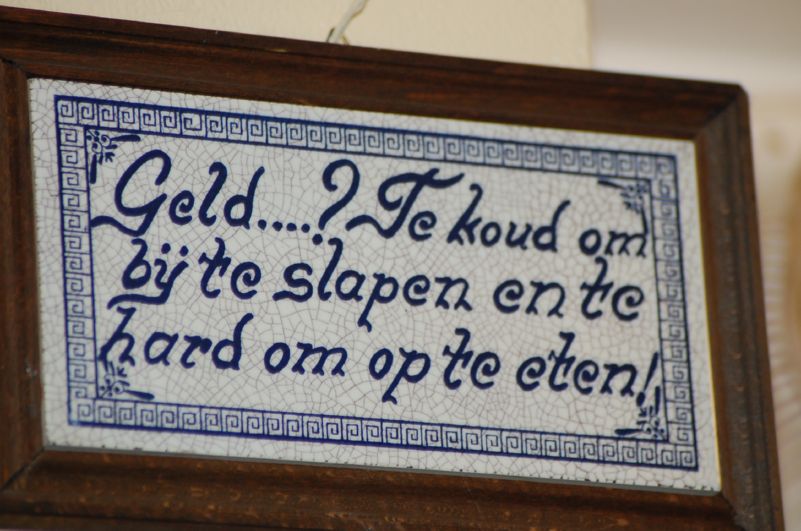 Geld.....? Te koud om
bij te slapen en te
hard om op te eten!